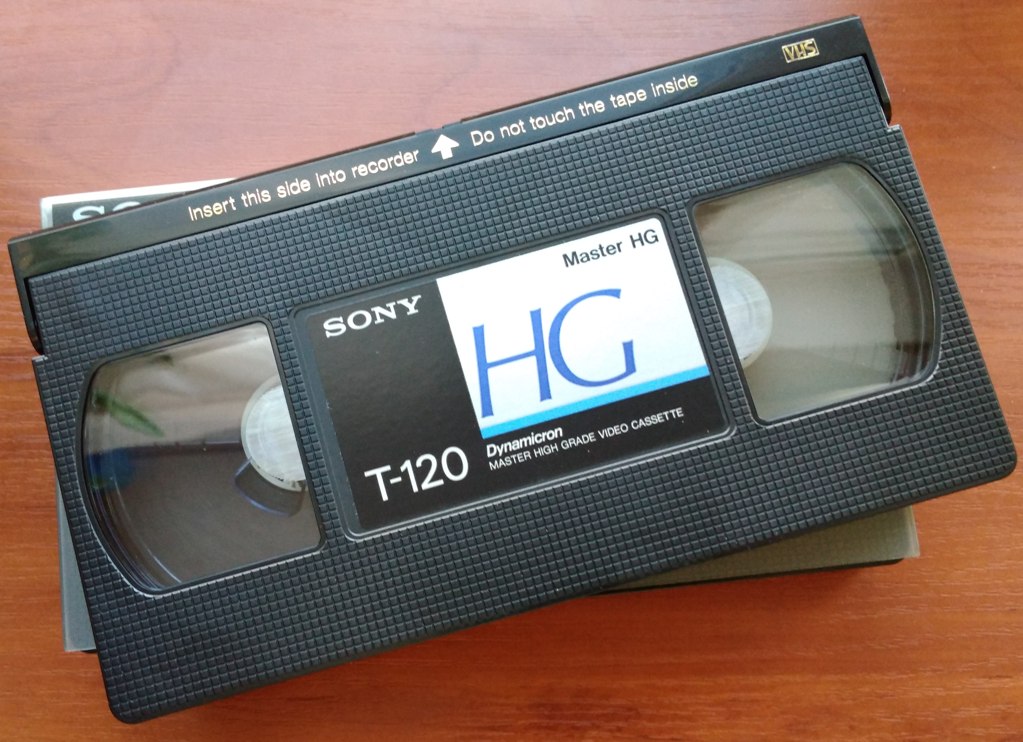 VHS
Insert this side into recorder Do not touch the tape inside
SONY
Master HG
HG
T-120
Dynamicron
MASTER HIGH GRADE VIDEO CASSETTE